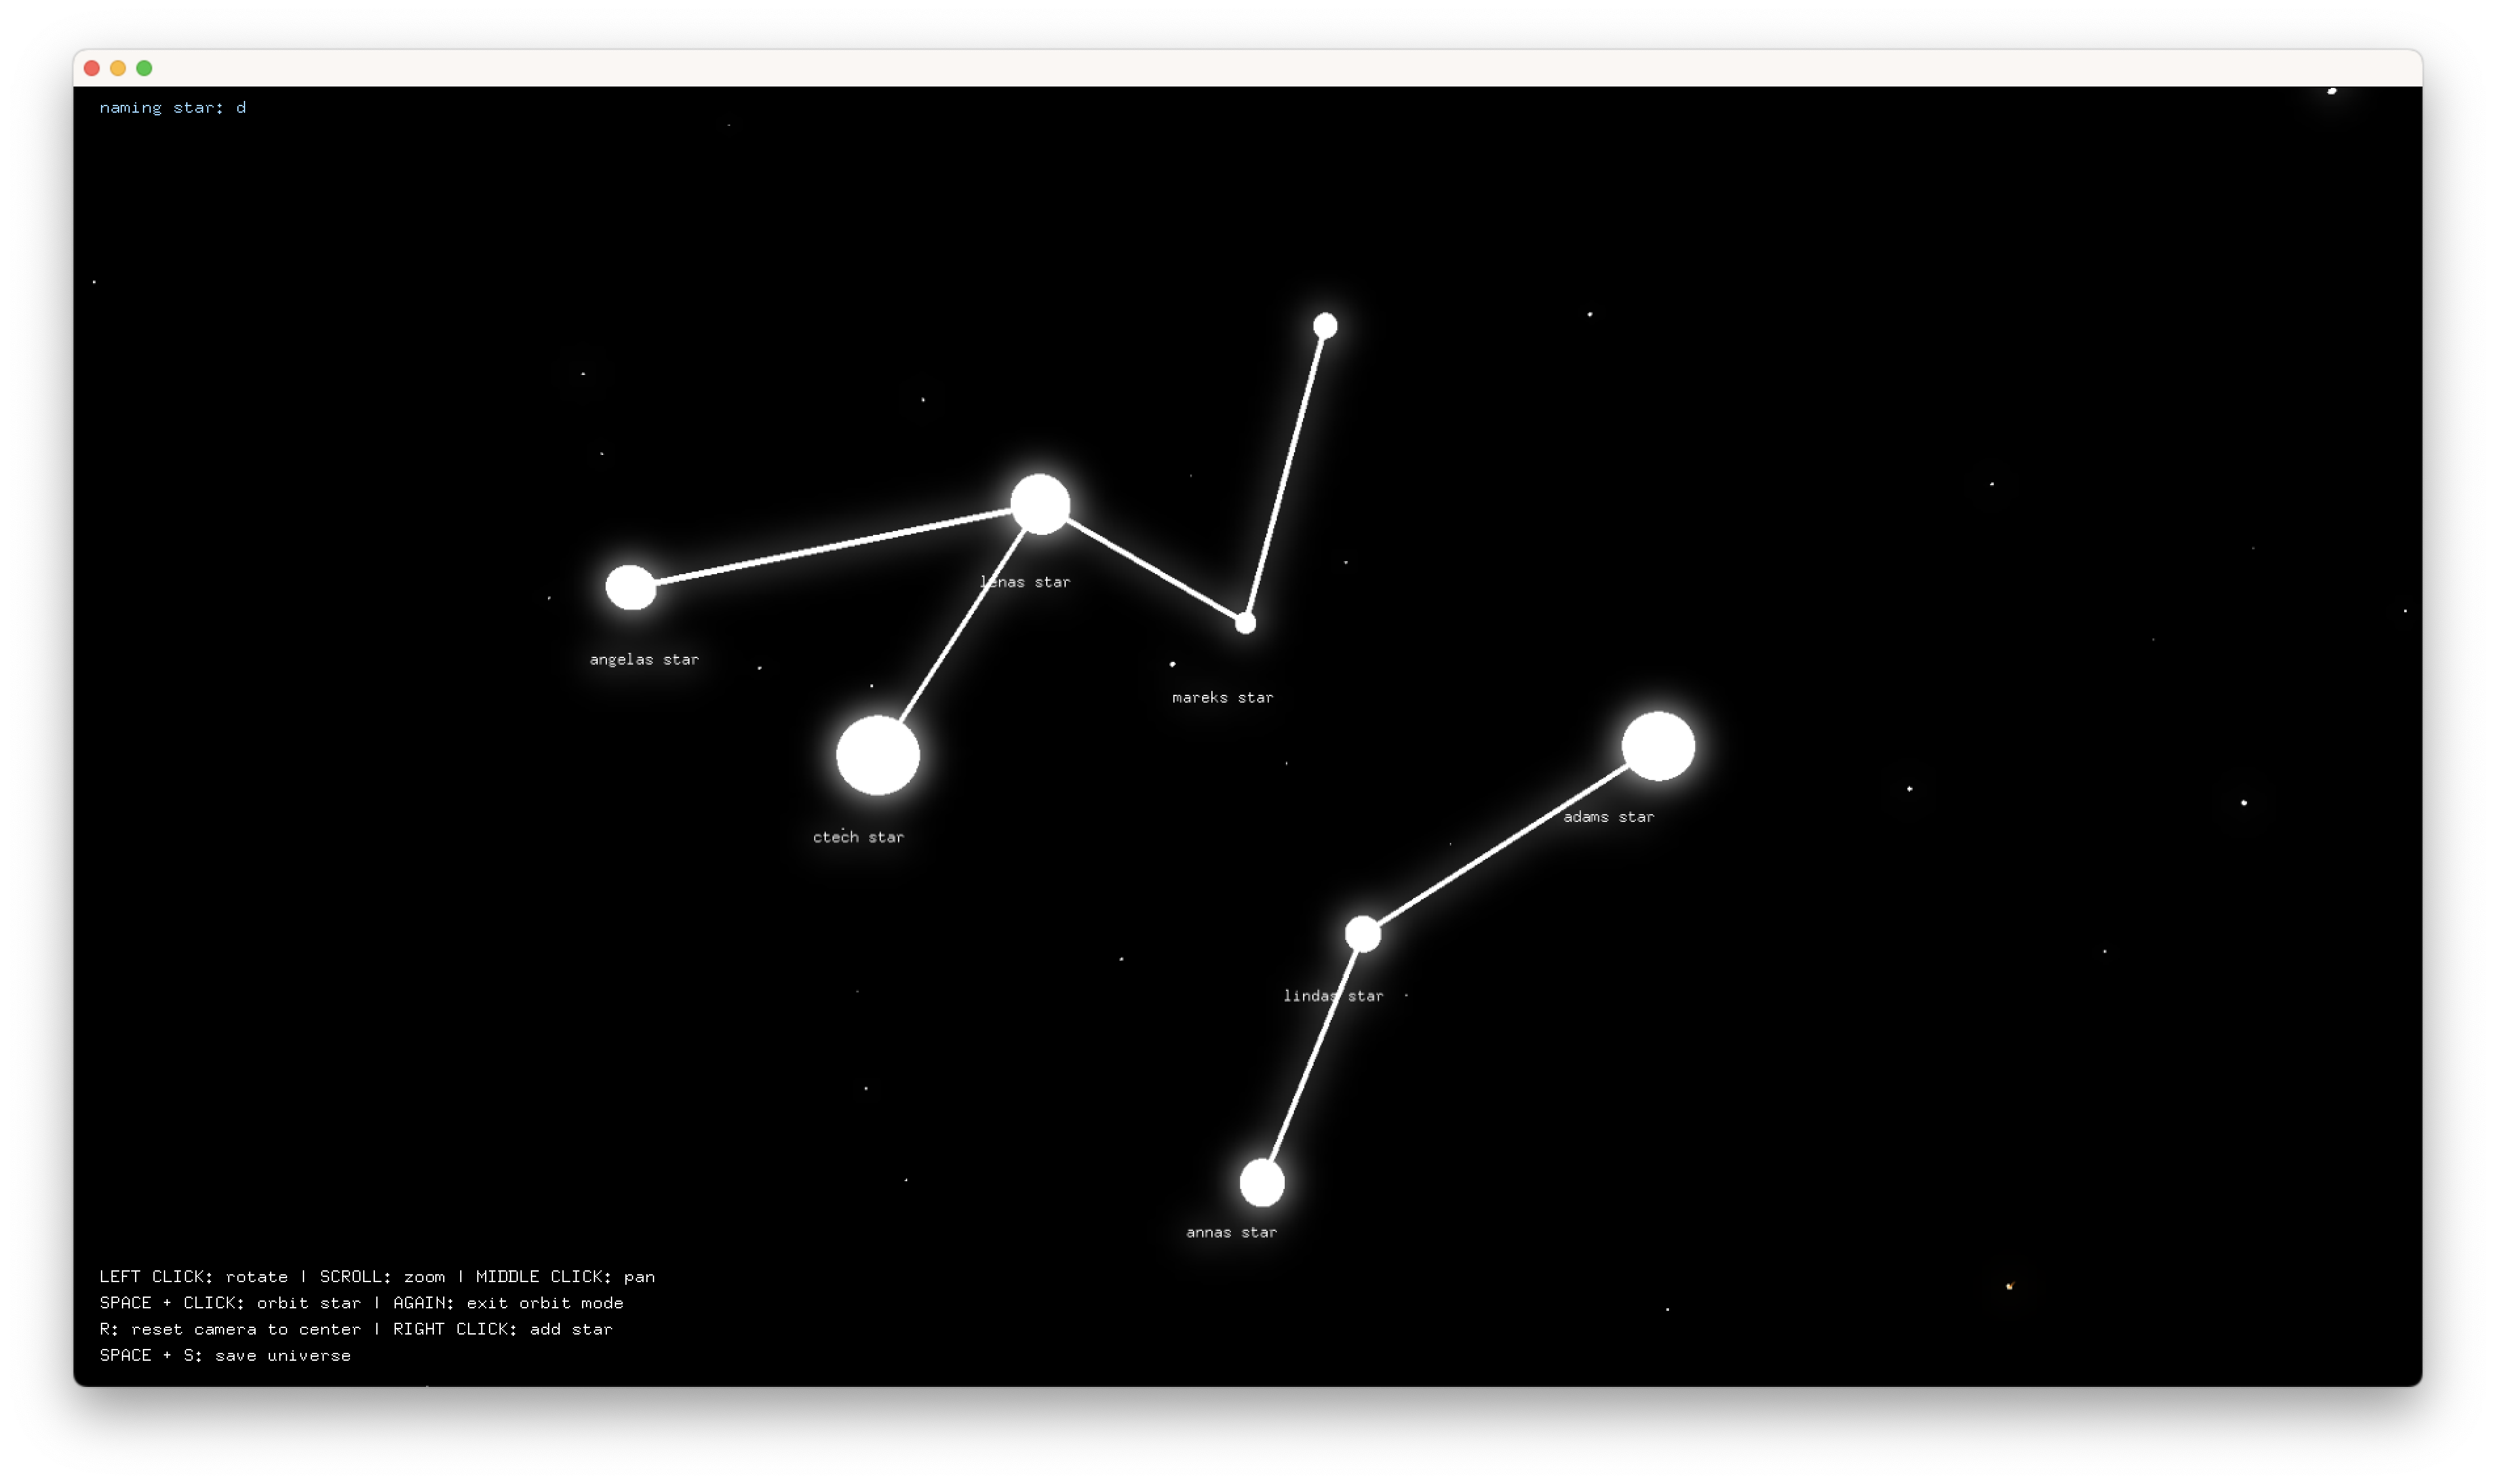 naming star: d
lenas star
angelas star
mareks star
adams star
ctech star
lindas star
annas star
LEFT CLICK: rotate | SCROLL: zoom | MIDDLE CLICK: pan
SPACE + CLICK: orbit star | AGAIN: exit orbit mode
R: reset camera to center | RIGHT CLICK: add star
SPACE + S: save universe